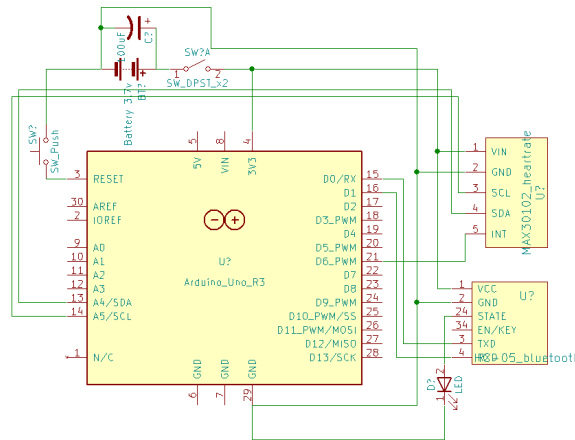 100uF
C?
+
SW?A
1 2
SW_DPST_x2
Battery 3.7v
BT?
+
SW?
SW_Push
5 5V
8 VIN
4 3V3
3 RESET
30 AREF
2 IOREF
9 A0
10 A1
11 A2
12 A3
13 A4/SDA
14 A5/SCL
1 N/C
U?
Arduino_Uno_R3
D0/RX 15
D1 16
D2 17
D3_PWM 18
D4 19
D5_PWM 20
D6_PWM 21
D7 22
D8 23
D9_PWM 24
D10_PWM/SS 25
D11_PWM/MOSI 26
D12/MISO 27
D13/SCK 28
GND 6
GND 7
GND 29
1 VIN
2 GND
3 SCL
4 SDA
5 INT
U?
MAX30102_heartrate
1 VCC
2 GND
24 STATE
34 EN/KEY
3 TXD
4
U?
05_bluetooth
2
D?
LED
1